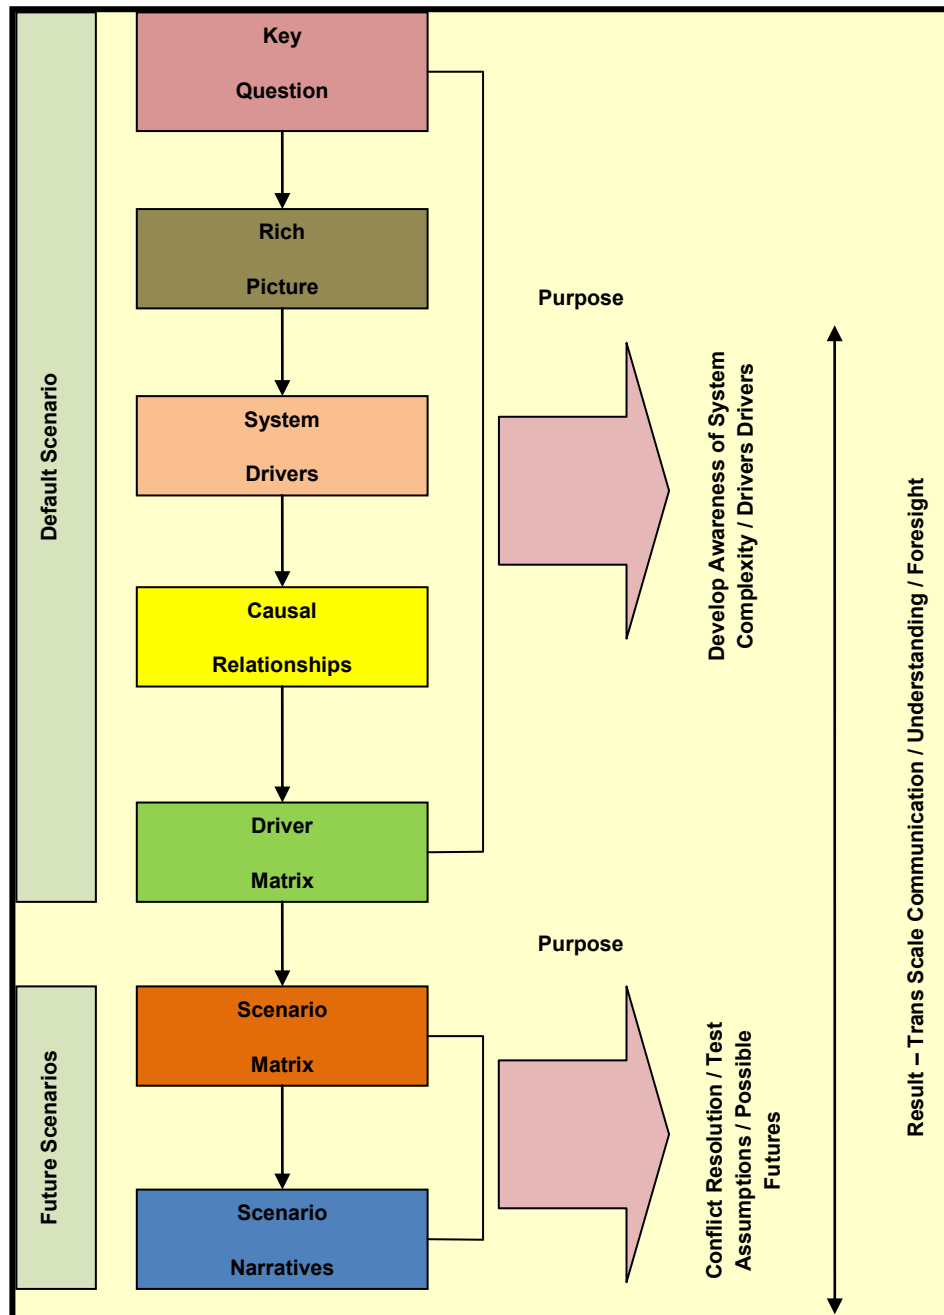 Key
Question
Rich
Picture
System
Drivers
Causal
Relationships
Driver
Matrix
Scenario
Matrix
Scenario
Narratives
Default Scenario
Future Scenarios
Purpose
Develop Awareness of System
Complexity / Drivers Drivers
Purpose
Conflict Resolution / Test
Assumptions / Possible
Futures
Result – Trans Scale Communication / Understanding / Foresight